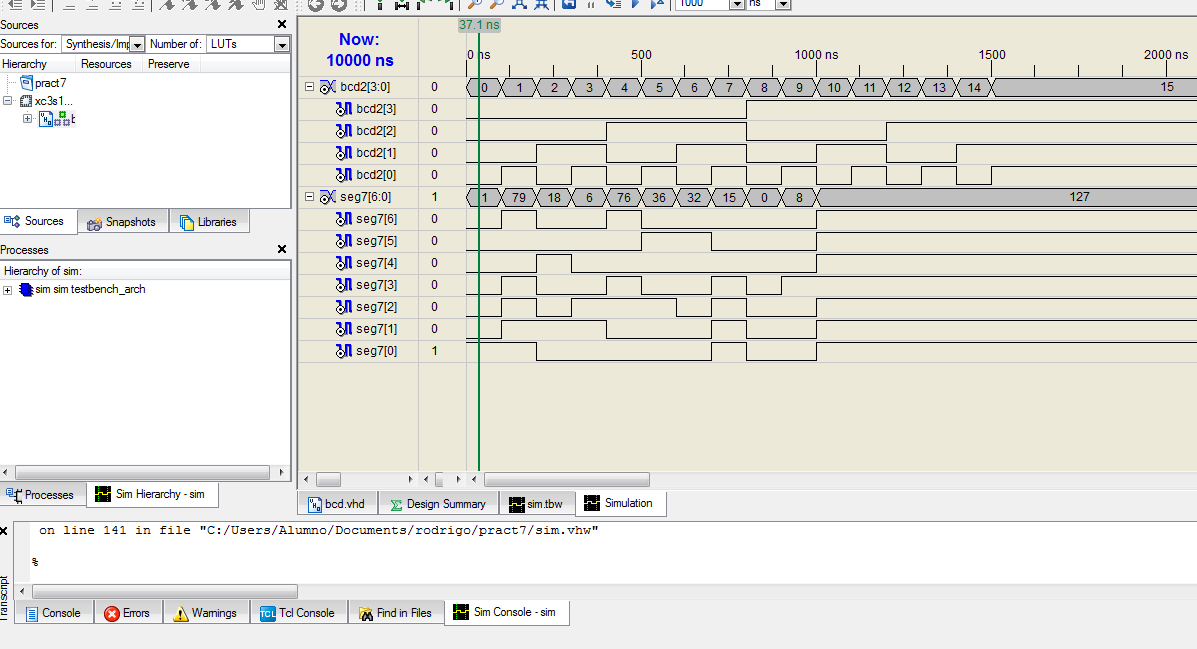 1000 ns
Sources
Sources for: Synthesis/Imp Number of: LUTs
Hierarchy Resources Preserve
pract7
xc3s1...
Sources Snapshots Libraries
Processes
Hierarchy of sim:
sim sim testbench_arch
Processes Sim Hierarchy - sim
Now:
10000 ns
37.1 ns
0 ns 500 1000 ns 1500 2000 ns
bcd2[3:0] 0 0 1 2 3 4 5 6 7 8 9 10 11 12 13 14 15
bcd2[3] 0
bcd2[2] 0
bcd2[1] 0
bcd2[0] 0
seg7[6:0] 1 1 79 18 6 76 36 32 15 0 8 127
seg7[6] 0
seg7[5] 0
seg7[4] 0
seg7[3] 0
seg7[2] 0
seg7[1] 0
seg7[0] 1
bcd.vhd Design Summary sim.tbw Simulation
on line 141 in file "C:/Users/Alumno/Documents/rodrigo/pract7/sim.vhw"
%
Transcript
Console Errors Warnings TCL Tcl Console Find in Files Sim Console - sim